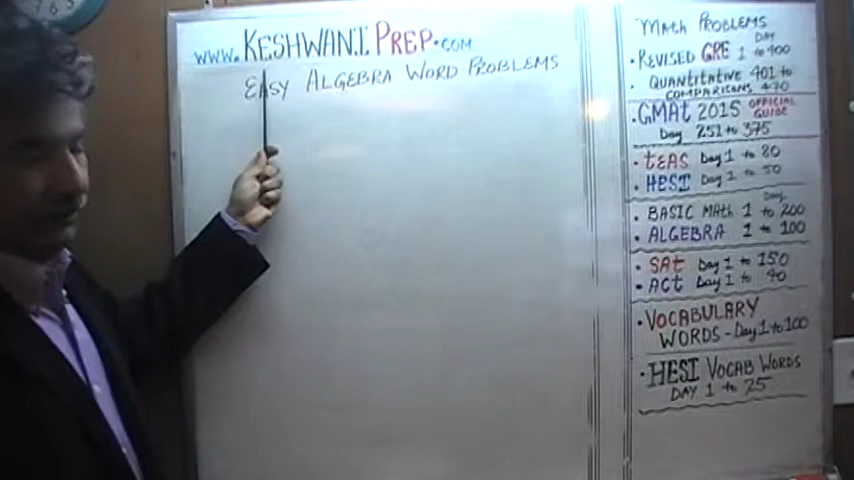 www.KESHWANI PREP.COM
EASY ALGEBRA WORD PROBLEMS
MATH PROBLEMS
DAY
• REVISED GRE 1 to 400
• QUANTITATIVE 401 to
COMPARISONS 470
• GMAT 2015 OFFICIAL GUIDE
Day 251 to 375
• tEAS Day 1 to 80
• HESI Day 1 to 50
Day
• BASIC MATH 1 to 200
• ALGEBRA 1 to 100
• SAt Day 1 to 150
• ACt Day 1 to 90
• VOCABULARY
WORDS - Day 1 to 100
• HESI VOCAB WORDS
DAY 1 to 25